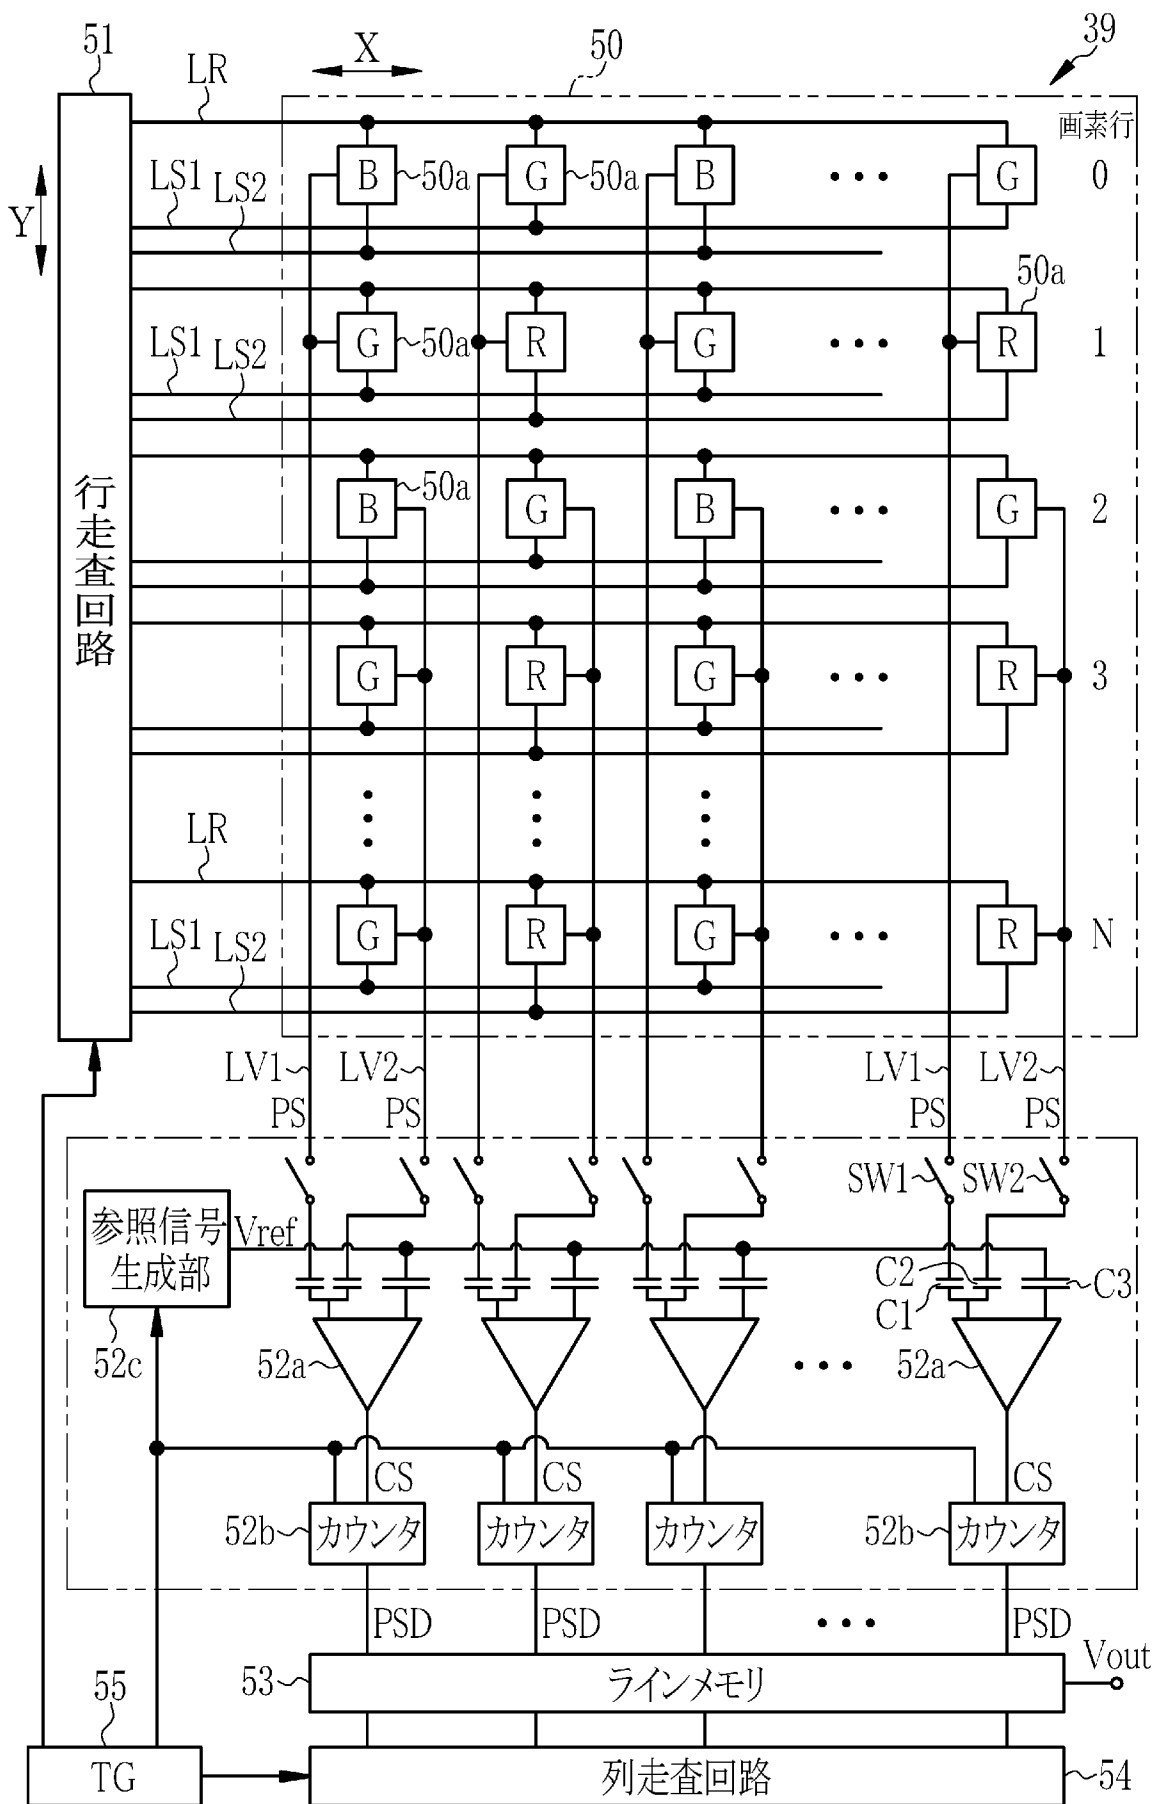 51
LR
X
50
39
画素行
B
50a
G
50a
B
G
0
LS1
LS2
Y
50a
G
50a
R
G
R
1
LS1
LS2
行走査回路
B
50a
G
B
G
2
G
R
G
R
3
LR
G
R
G
R
N
LS1
LS2
LV1
LV2
LV1
LV2
PS
PS
PS
PS
SW1
SW2
参照信号
生成部
Vref
52c
C2
C1
C3
52a
52a
CS
CS
CS
52b
カウンタ
カウンタ
カウンタ
52b
カウンタ
PSD
PSD
PSD
53
ラインメモリ
Vout
55
TG
列走査回路
54